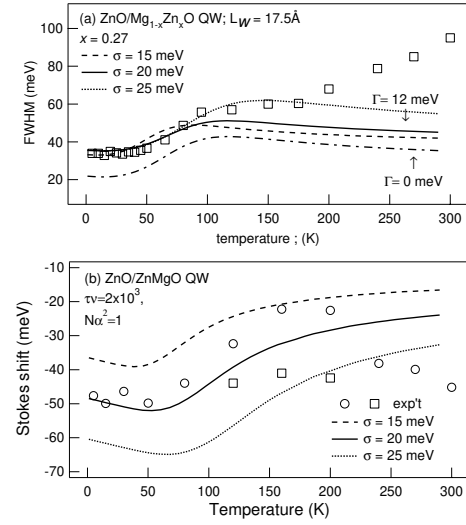 (a) ZnO/Mg1-xZnxO QW; LW = 17.5Å
x = 0.27
σ = 15 meV
σ = 20 meV
σ = 25 meV
Γ= 12 meV
Γ=0 meV
FWHM (meV)
100
80
60
40
20
0 50 100 150 200 250 300
temperature ; (K)
(b) ZnO/ZnMgO QW
τν=2x10³,
Nα²=1
exp't
σ = 15 meV
σ = 20 meV
σ = 25 meV
Stokes shift (meV)
-10
-20
-30
-40
-50
-60
-70
0 50 100 150 200 250 300
Temperature (K)